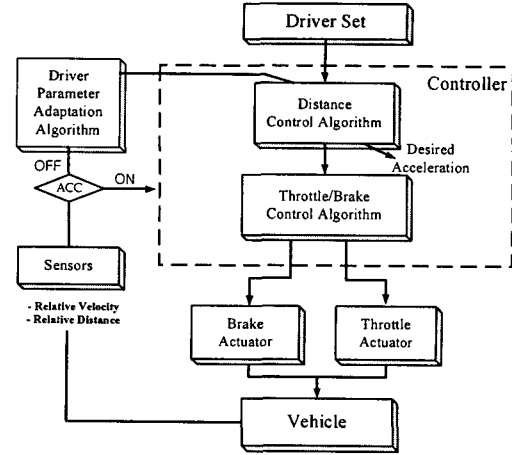 Driver Set
Controller
Driver
Parameter
Adaptation
Algorithm
Distance
Control Algorithm
Desired
Acceleration
OFF
ACC
ON
Throttle/Brake
Control Algorithm
Sensors
- Relative Velocity
- Relative Distance
Brake
Actuator
Throttle
Actuator
Vehicle